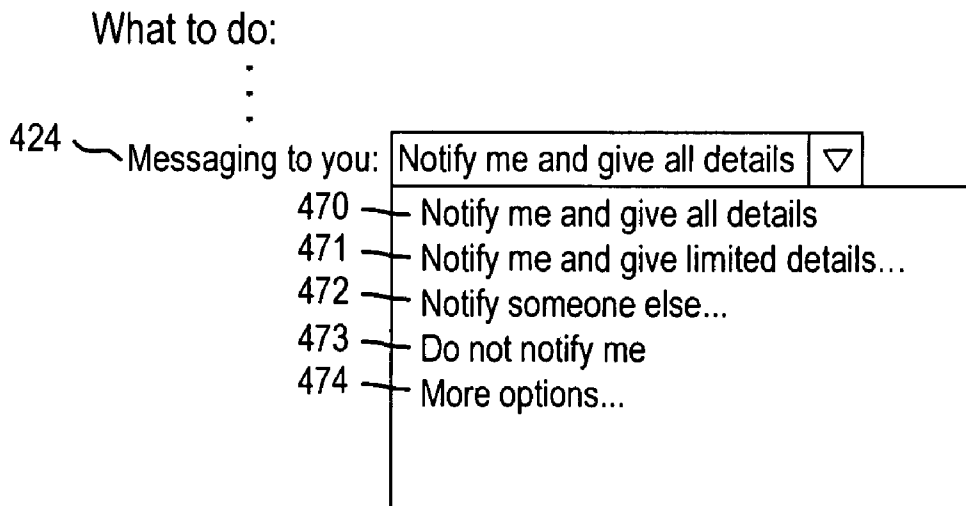 What to do:
424 Messaging to you: Notify me and give all details
470 Notify me and give all details
471 Notify me and give limited details...
472 Notify someone else...
473 Do not notify me
474 More options...